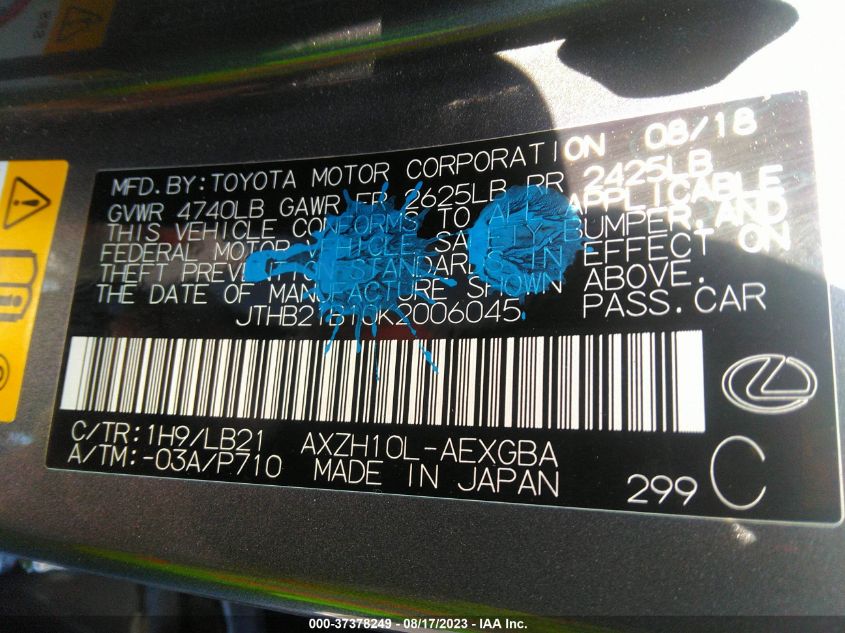 MFD. BY: TOYOTA MOTOR CORPORATION 08/18
GVWR 4740LB GAWR FR 2625LB RR 2425LB
THIS VEHICLE CONFORMS TO ALL APPLICABLE
FEDERAL MOTOR VEHICLE SAFETY BUMPER, AND
THEFT PREVENTION STANDARDS IN EFFECT ON
THE DATE OF MANUFACTURE SHOWN ABOVE.
JTHB21B10K2006045 PASS. CAR
C/TR: 1H9/LB21 AXZH10L-AEXGBA
A/TM: -03A/P710 MADE IN JAPAN
299 C
000-37378249 - 08/17/2023 - IAA Inc.